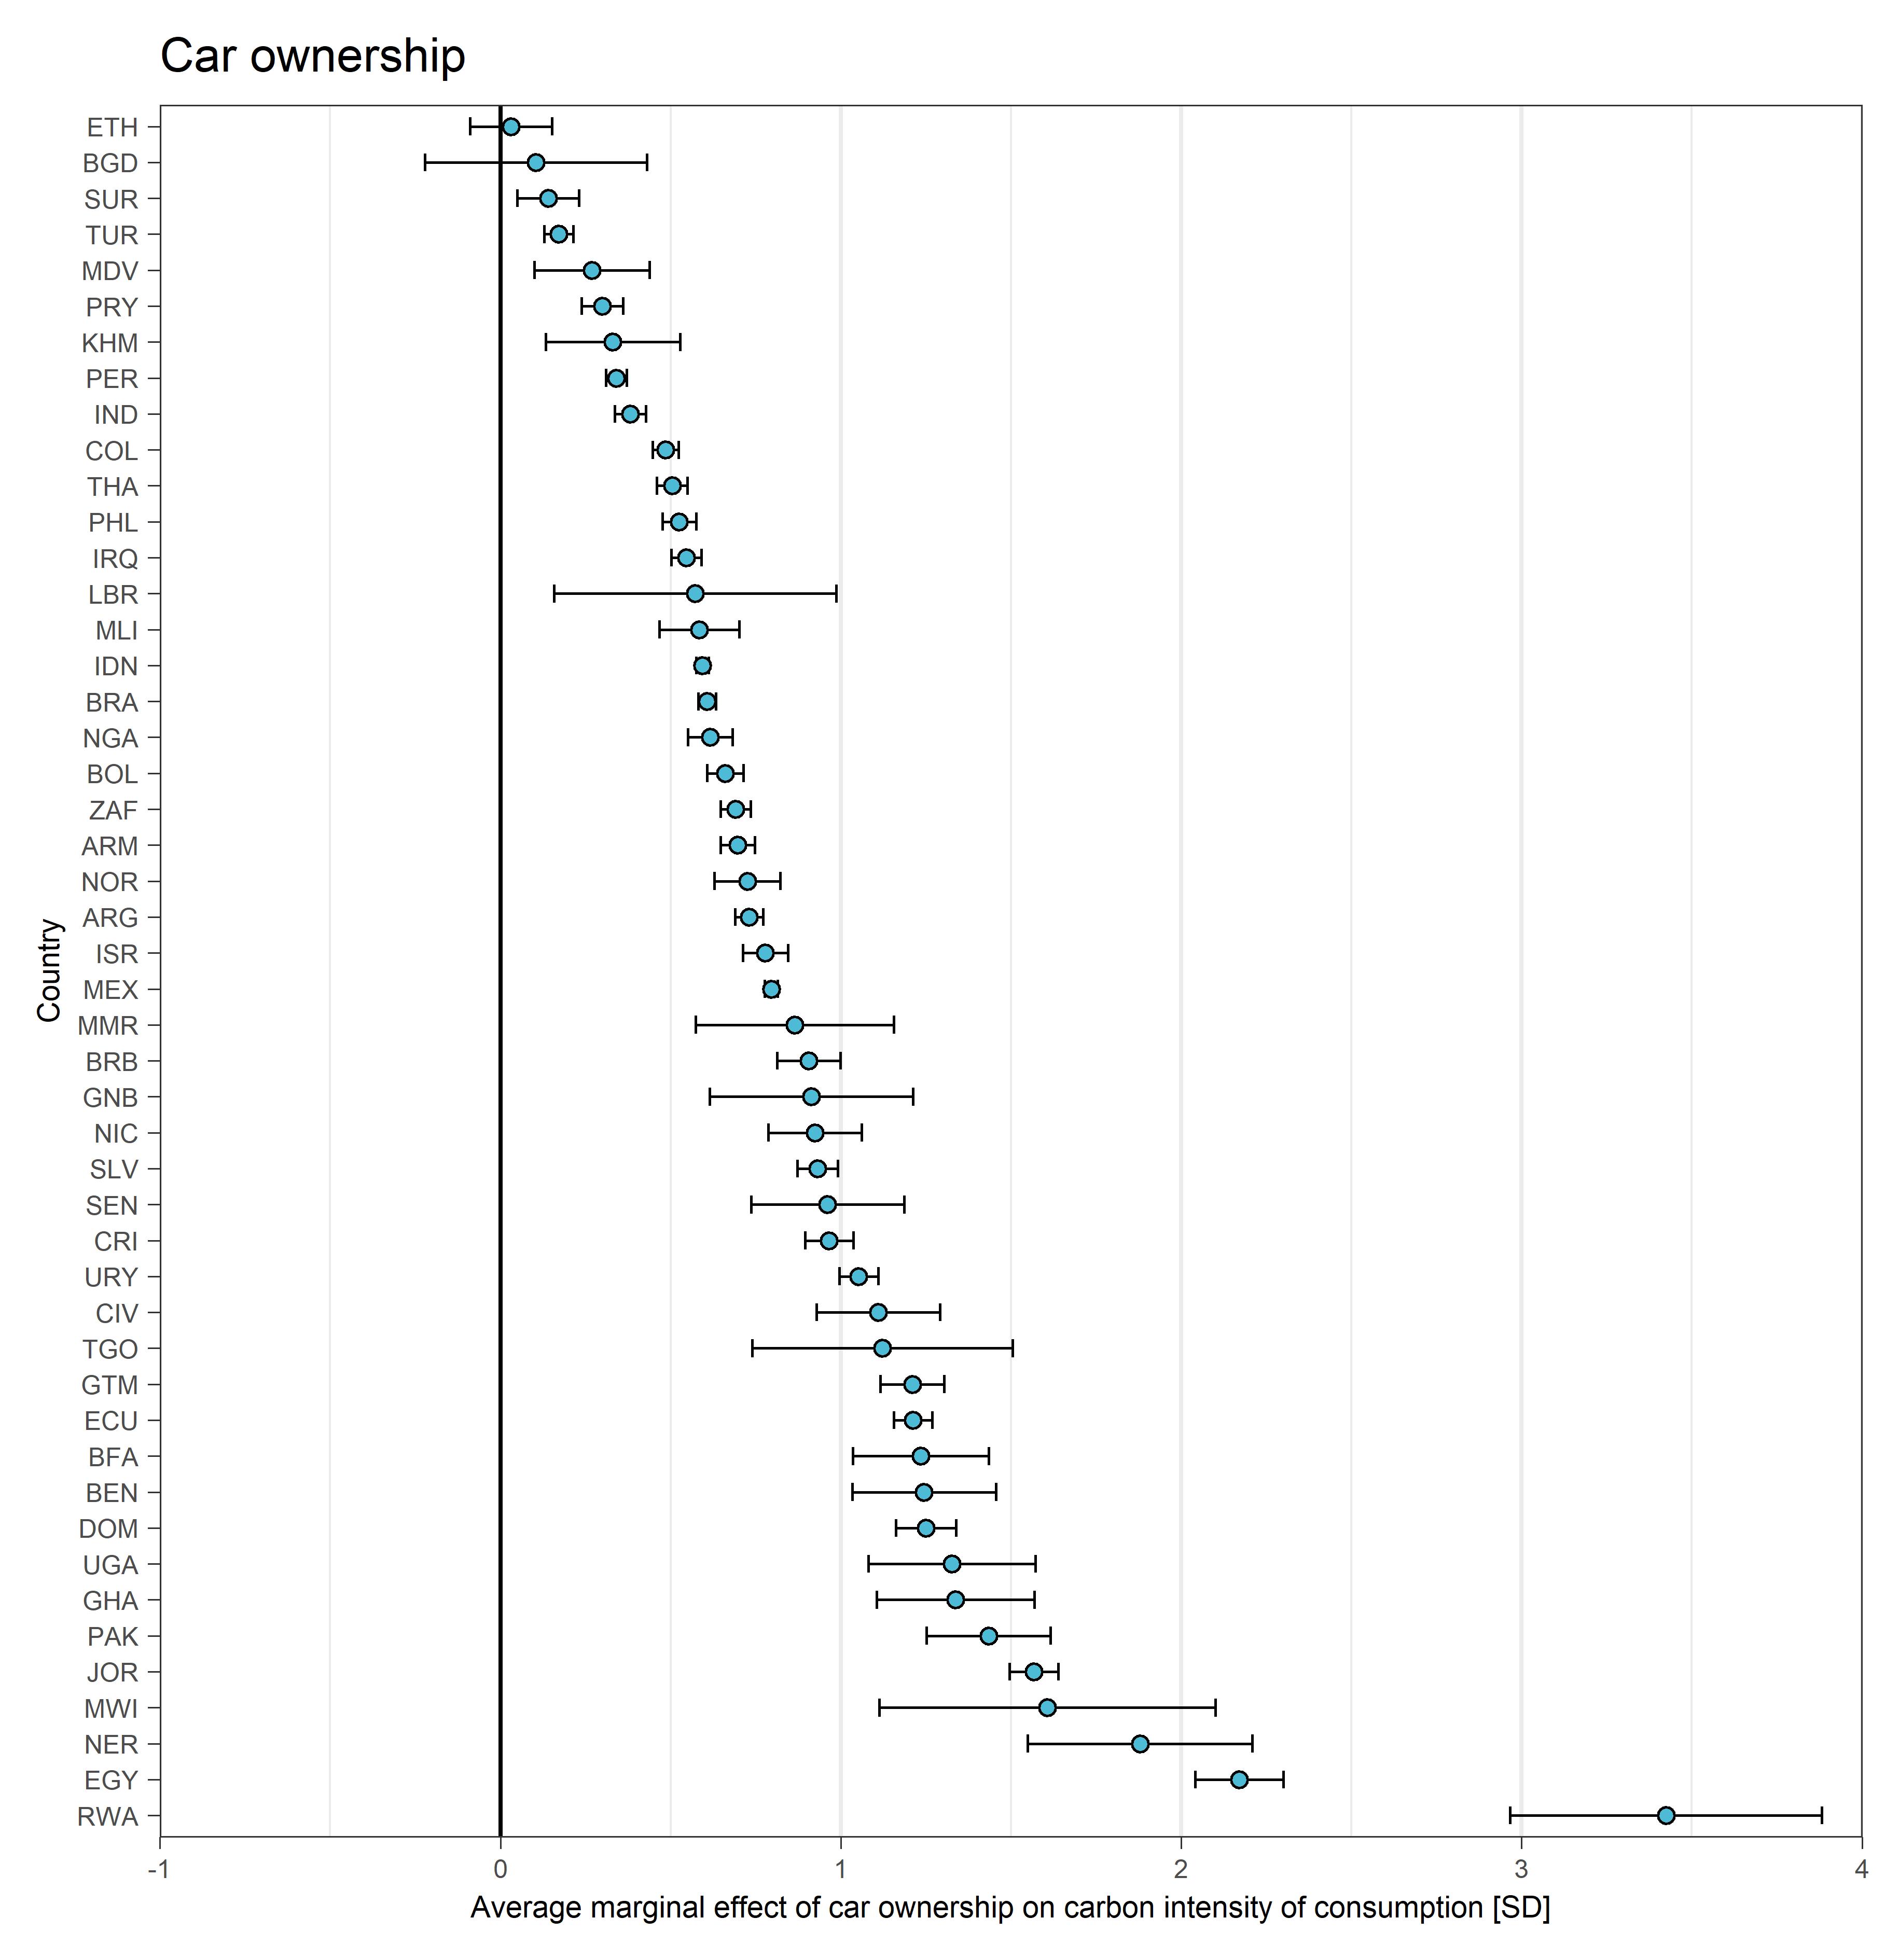 Car ownership
ETH
BGD
SUR
TUR
MDV
PRY
KHM
PER
IND
COL
THA
PHL
IRQ
LBR
MLI
IDN
BRA
NGA
BOL
ZAF
ARM
NOR
ARG
ISR
MEX
MMR
BRB
GNB
NIC
SLV
SEN
CRI
URY
CIV
TGO
GTM
ECU
BFA
BEN
DOM
UGA
GHA
PAK
JOR
MWI
NER
EGY
RWA
Country
-1 0 1 2 3 4
Average marginal effect of car ownership on carbon intensity of consumption [SD]